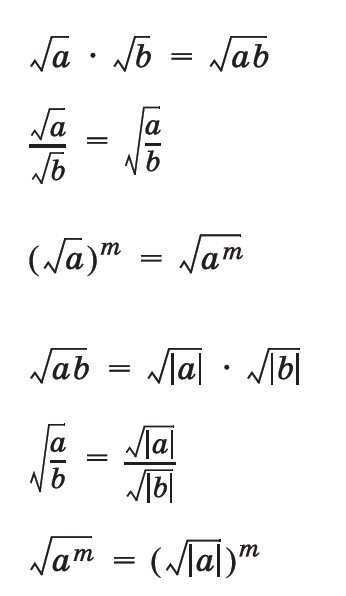 √a · √b = √ab
√a/√b = √(a/b)
(√a)^m = √a^m
√ab = √|a| · √|b|
√(a/b) = √|a|/√|b|
√a^m = (√|a|)^m